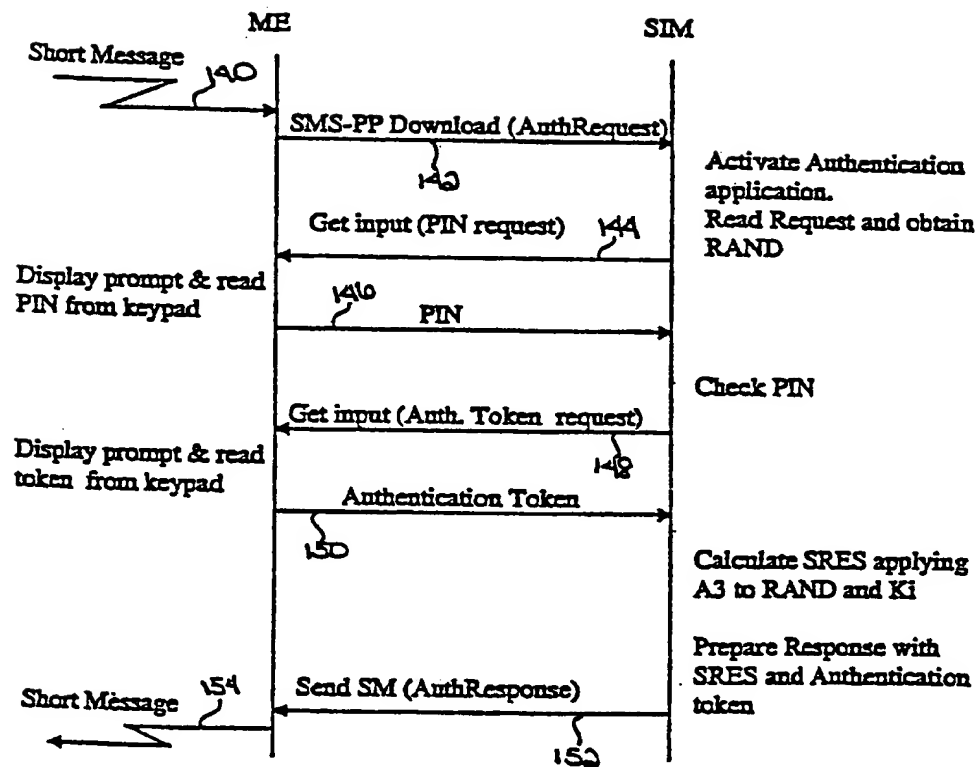 ME
SIM
Short Message
140
SMS-PP Download (AuthRequest)
142
Activate Authentication
application.
Read Request and obtain
RAND
Get input (PIN request)
144
Display prompt & read
PIN from keypad
146
PIN
Check PIN
Get input (Auth. Token request)
148
Display prompt & read
token from keypad
Authentication Token
150
Calculate SRES applying
A3 to RAND and Ki
Prepare Response with
SRES and Authentication
token
Send SM (AuthResponse)
152
Short Message
154